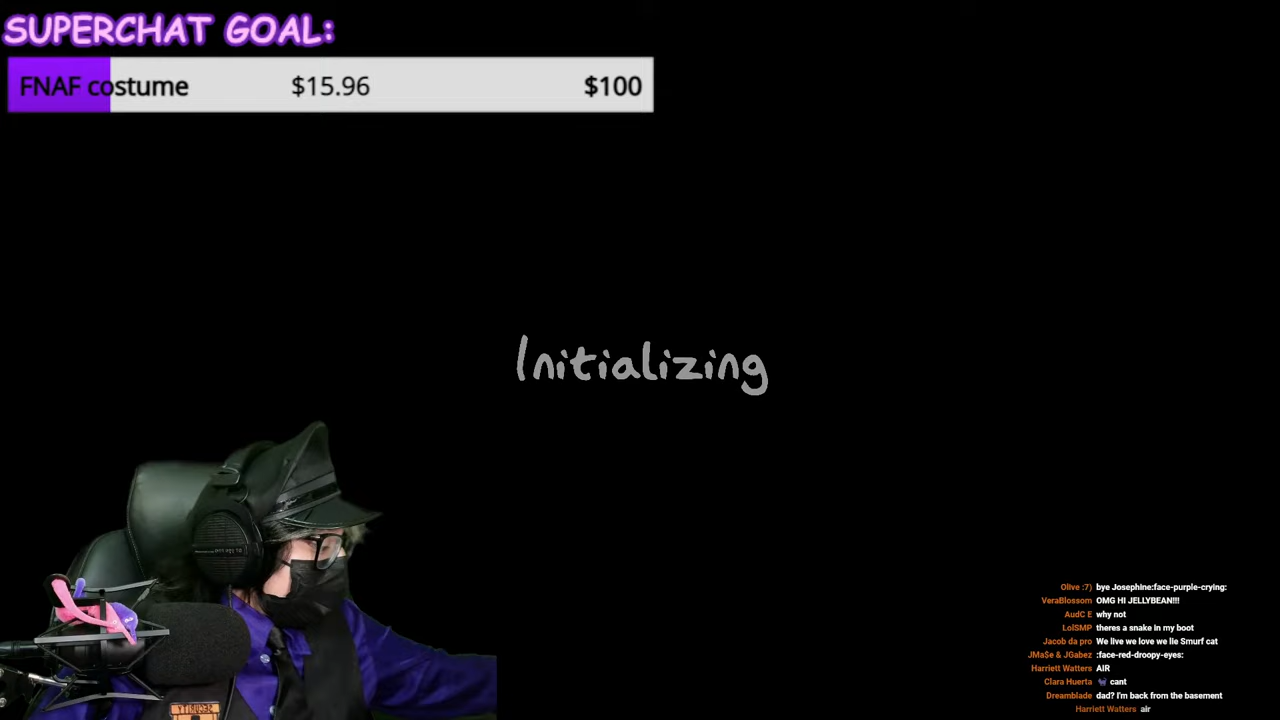 SUPERCHAT GOAL:
FNAF costume $15.96 $100
Initializing
SECURITY
Olive :7) bye Josephine:face-purple-crying:
VeraBlossom OMG HI JELLYBEAN!!!
AudC E why not
LolSMP theres a snake in my boot
Jacob da pro We live we love we lie Smurf cat
JMa$e & JGabez :face-red-droopy-eyes:
Harriett Watters AIR
Clara Huerta 🐈‍⬛ cant
Dreamblade dad? I'm back from the basement
Harriett Watters air